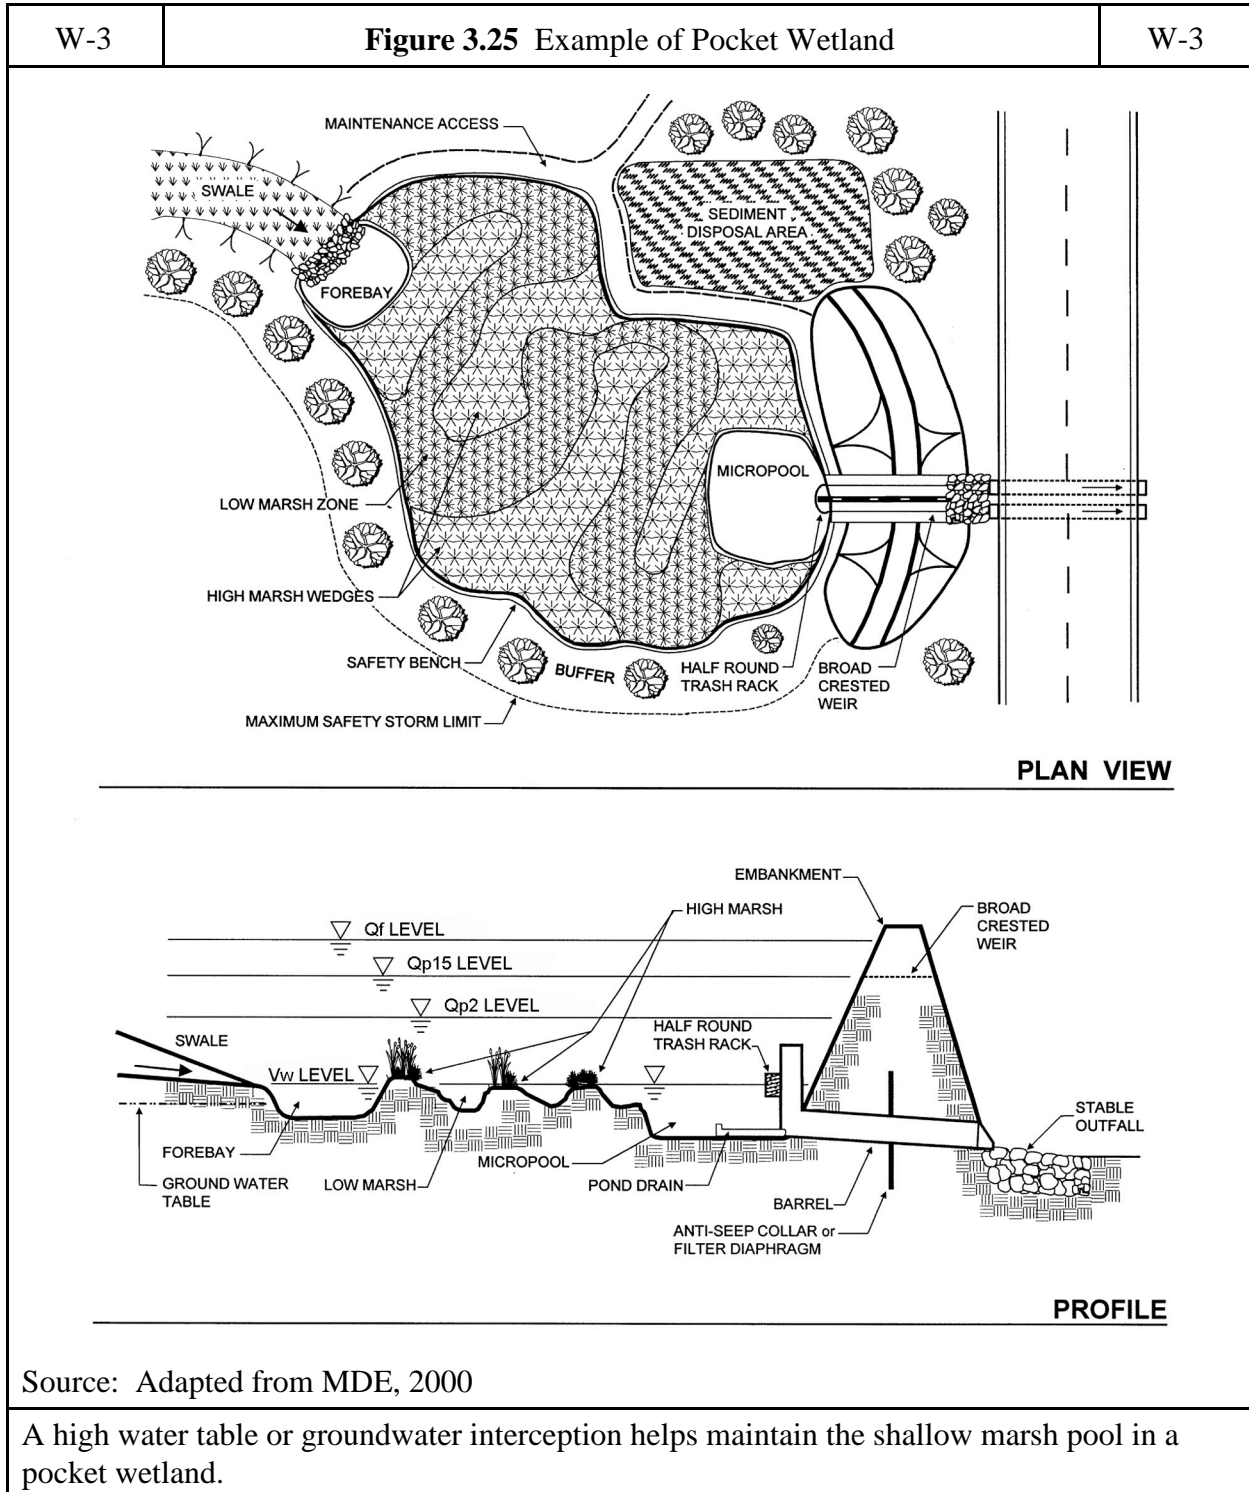 W-3
Figure 3.25 Example of Pocket Wetland
W-3
MAINTENANCE ACCESS
SWALE
SEDIMENT
DISPOSAL AREA
FOREBAY
MICROPOOL
LOW MARSH ZONE
HIGH MARSH WEDGES
SAFETY BENCH
BUFFER
HALF ROUND
TRASH RACK
BROAD
CRESTED
WEIR
MAXIMUM SAFETY STORM LIMIT
PLAN VIEW
EMBANKMENT
HIGH MARSH
BROAD
CRESTED
WEIR
Qf LEVEL
Qp15 LEVEL
Qp2 LEVEL
HALF ROUND
TRASH RACK
SWALE
Vw LEVEL
STABLE
OUTFALL
FOREBAY
MICROPOOL
GROUND WATER
TABLE
LOW MARSH
POND DRAIN
BARREL
ANTI-SEEP COLLAR or
FILTER DIAPHRAGM
PROFILE
Source: Adapted from MDE, 2000
A high water table or groundwater interception helps maintain the shallow marsh pool in a
pocket wetland.